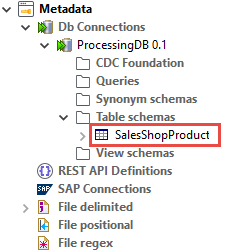 Metadata
Db Connections
ProcessingDB 0.1
CDC Foundation
Queries
Synonym schemas
Table schemas
SalesShopProduct
View schemas
REST API Definitions
SAP Connections
File delimited
File positional
File regex